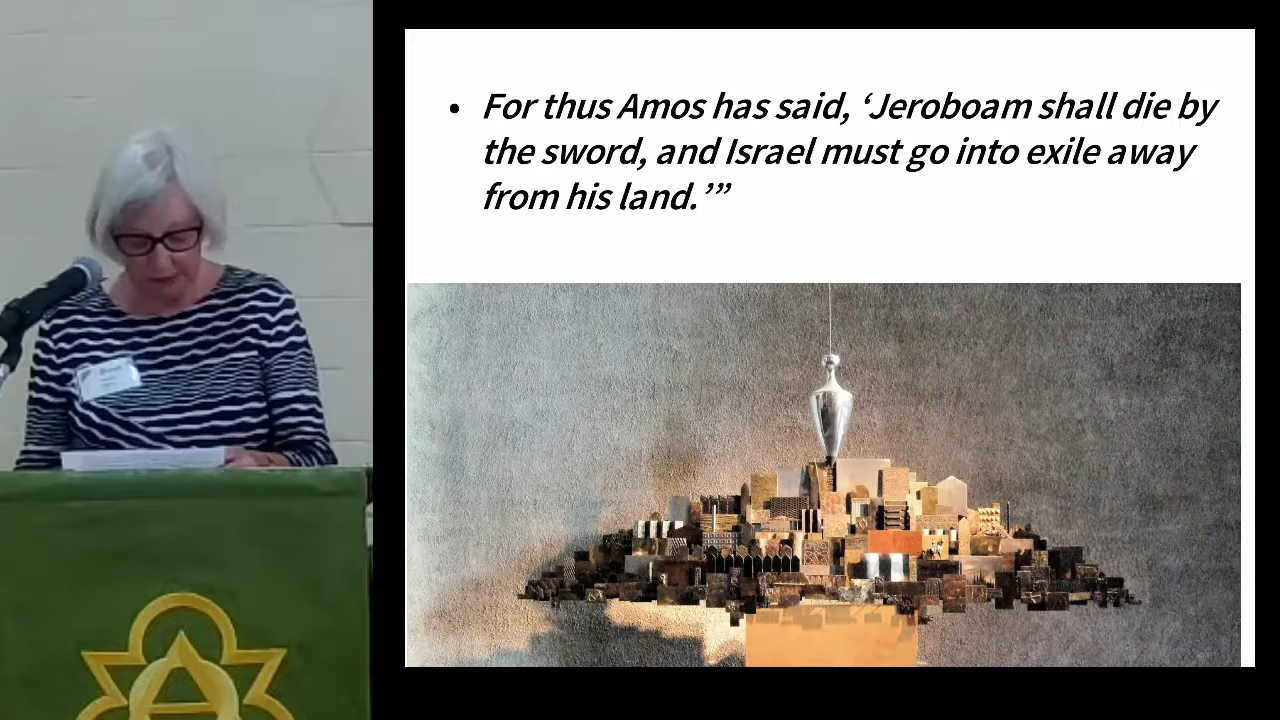 • For thus Amos has said, ‘Jeroboam shall die by
the sword, and Israel must go into exile away
from his land.’”